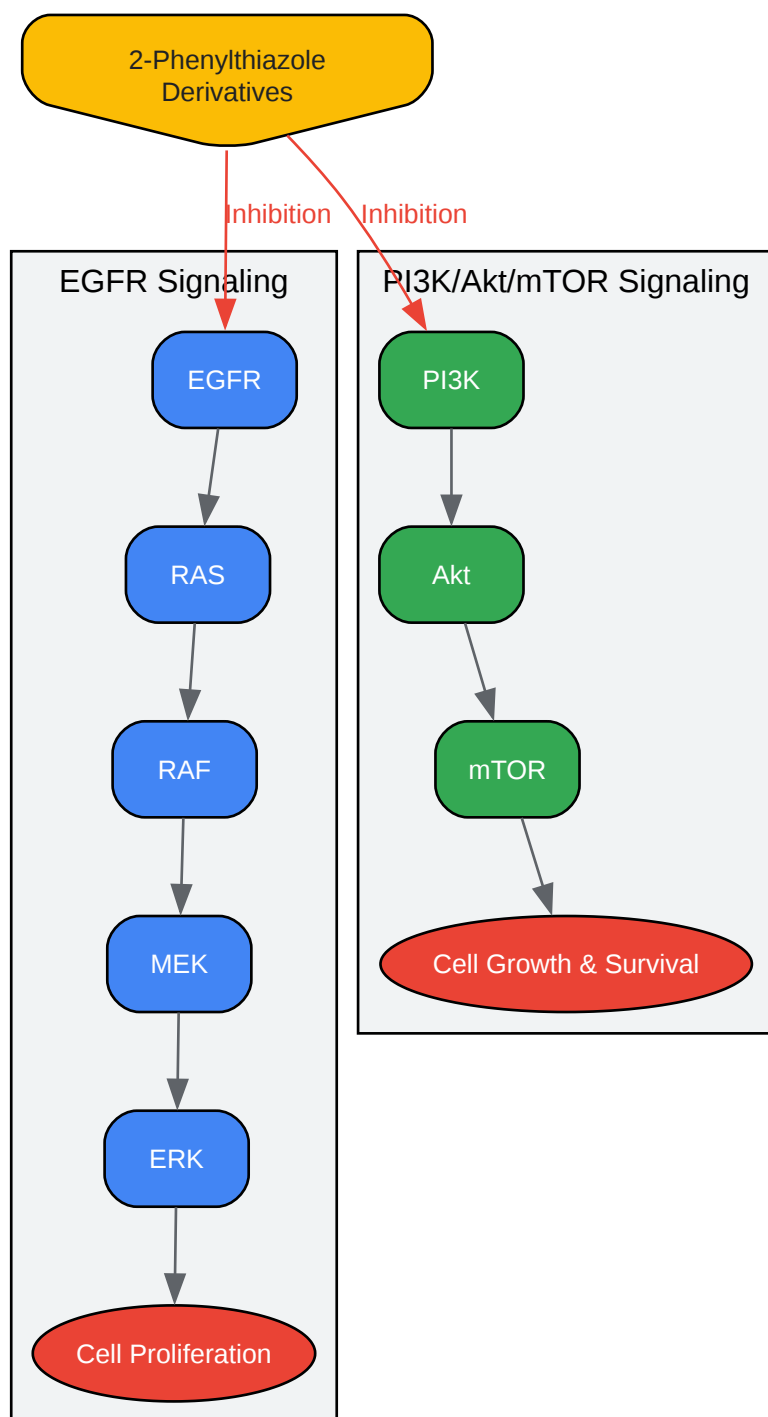 2-Phenylthiazole
Derivatives
Inhibition
Inhibition
EGFR Signaling
EGFR
RAS
RAF
MEK
ERK
Cell Proliferation
PI3K/Akt/mTOR Signaling
PI3K
Akt
mTOR
Cell Growth & Survival